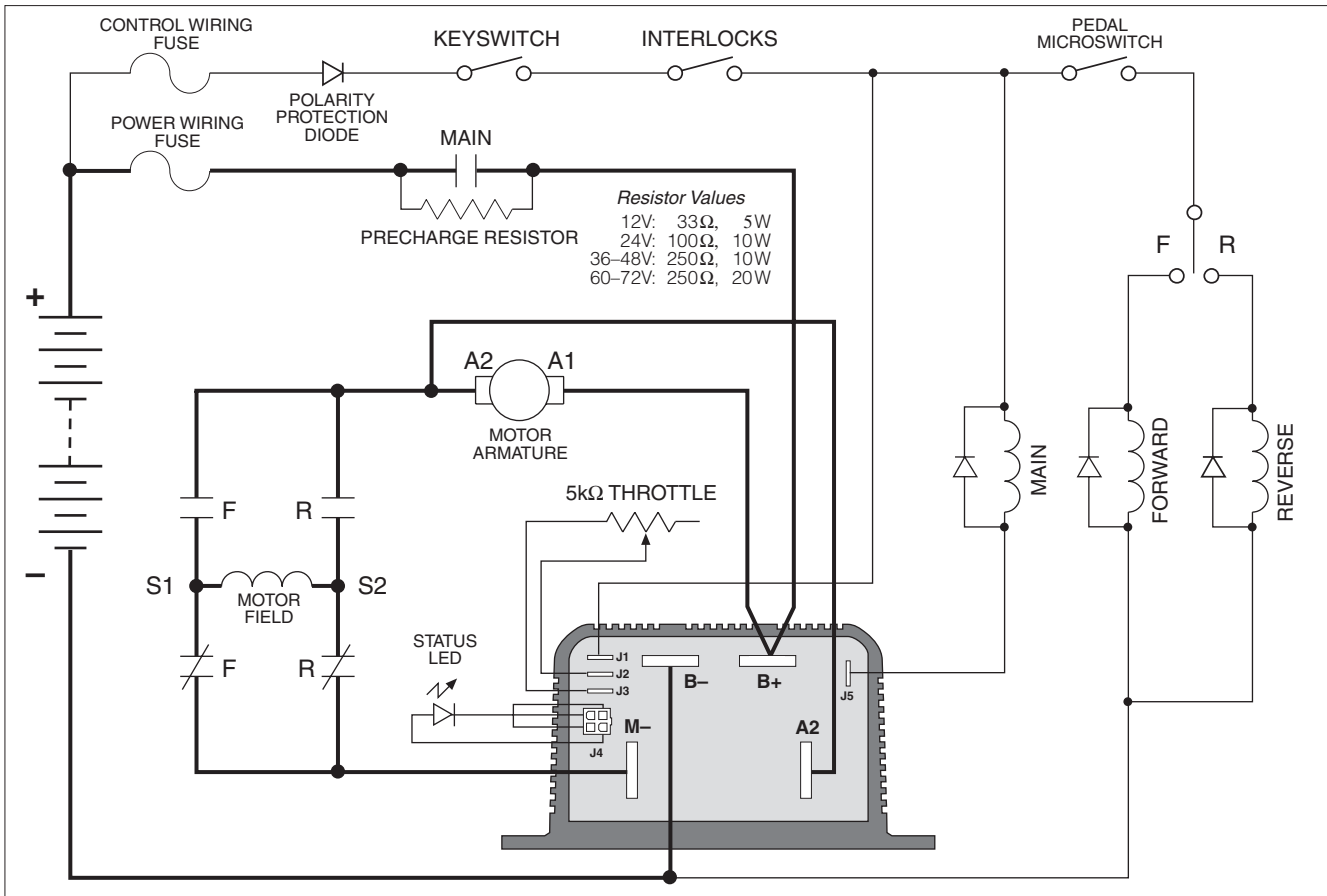 CONTROL WIRING
FUSE
KEYSWITCH
INTERLOCKS
PEDAL
MICROSWITCH
POLARITY
PROTECTION
DIODE
POWER WIRING
FUSE
MAIN
PRECHARGE RESISTOR
Resistor Values
12V: 33Ω, 5W
24V: 100Ω, 10W
36–48V: 250Ω, 10W
60–72V: 250Ω, 20W
F R
+
–
A2 A1
MOTOR
ARMATURE
F R
S1 S2
MOTOR
FIELD
F R
5kΩ THROTTLE
STATUS
LED
J1
J2
J3
J4
B–
B+
J5
M–
A2
MAIN
FORWARD
REVERSE